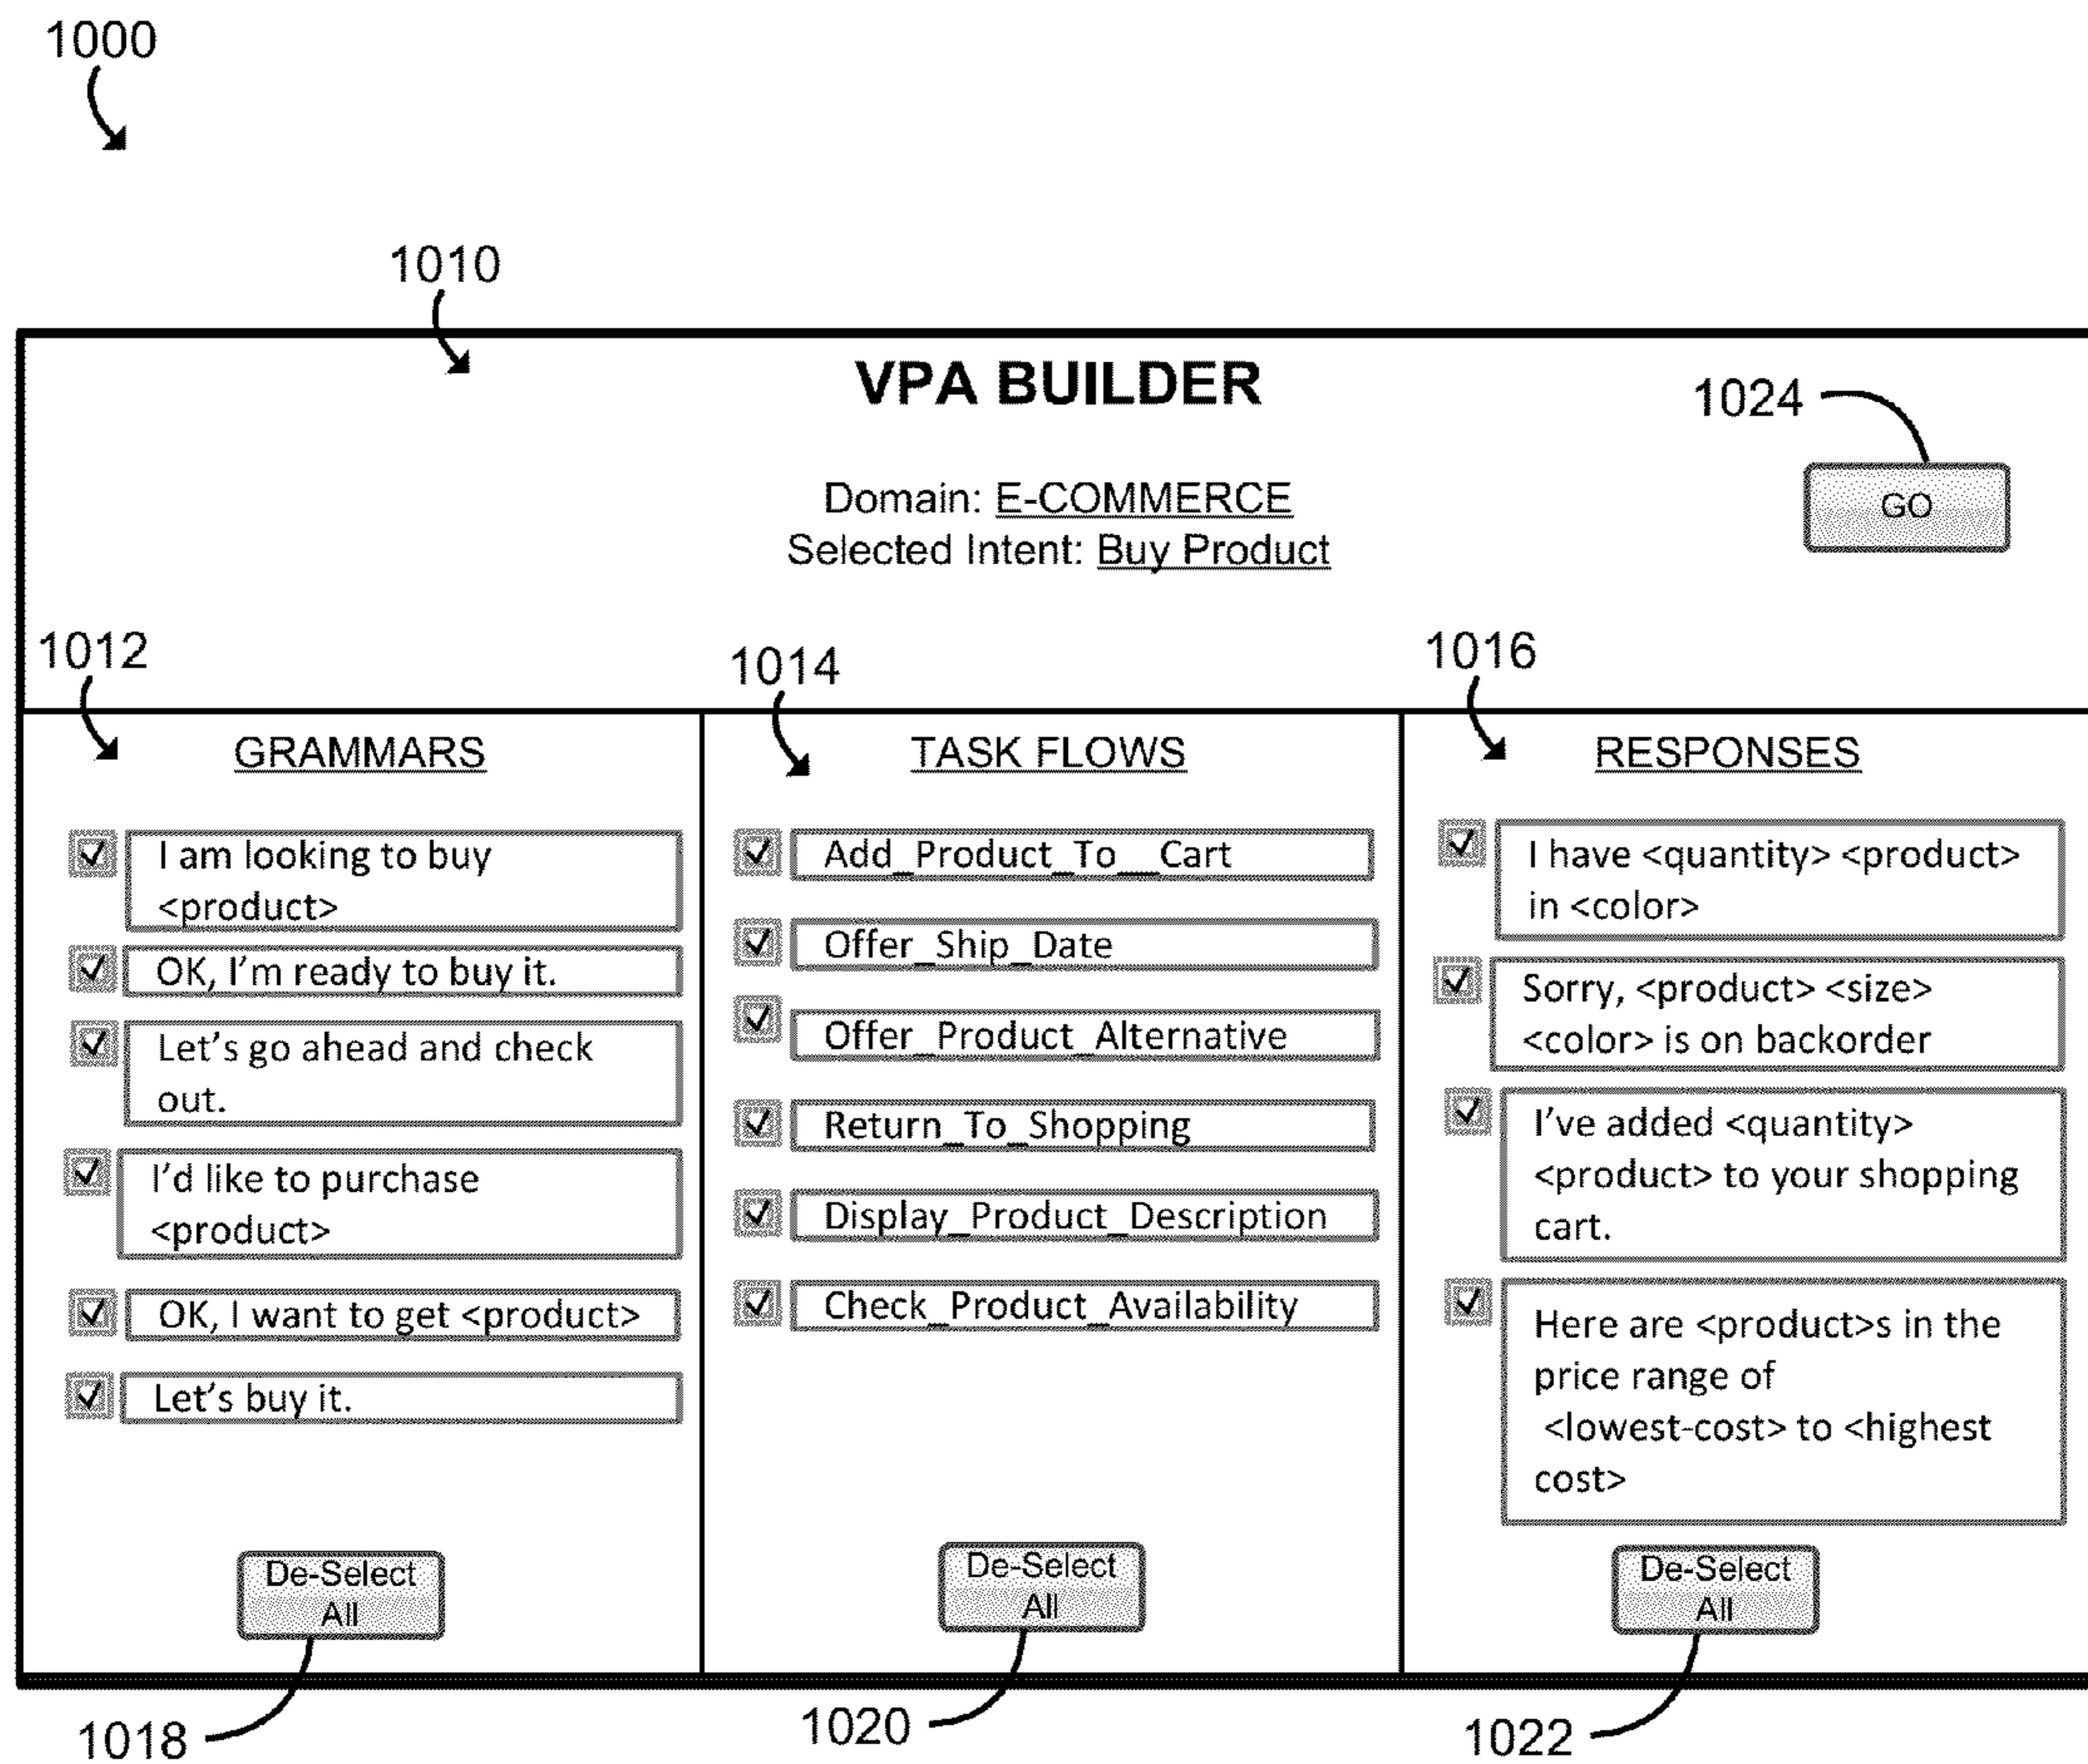 1000
1010
VPA BUILDER
1024
Domain: E-COMMERCE
GO
Selected Intent: Buy Product
1012
1014
1016
GRAMMARS
I am looking to buy
<product>
OK, I'm ready to buy it.
Let's go ahead and check
out.
I'd like to purchase
<product>
OK, I want to get <product>
Let's buy it.
De-Select
All
1018
TASK FLOWS
Add_Product_To__Cart
Offer_Ship_Date
Offer_Product_Alternative
Return_To_Shopping
Display_Product_Description
Check_Product_Availability
De-Select
All
1020
RESPONSES
I have <quantity> <product>
in <color>
Sorry, <product> <size>
<color> is on backorder
I've added <quantity>
<product> to your shopping
cart.
Here are <product>s in the
price range of
<lowest-cost> to <highest
cost>
De-Select
All
1022